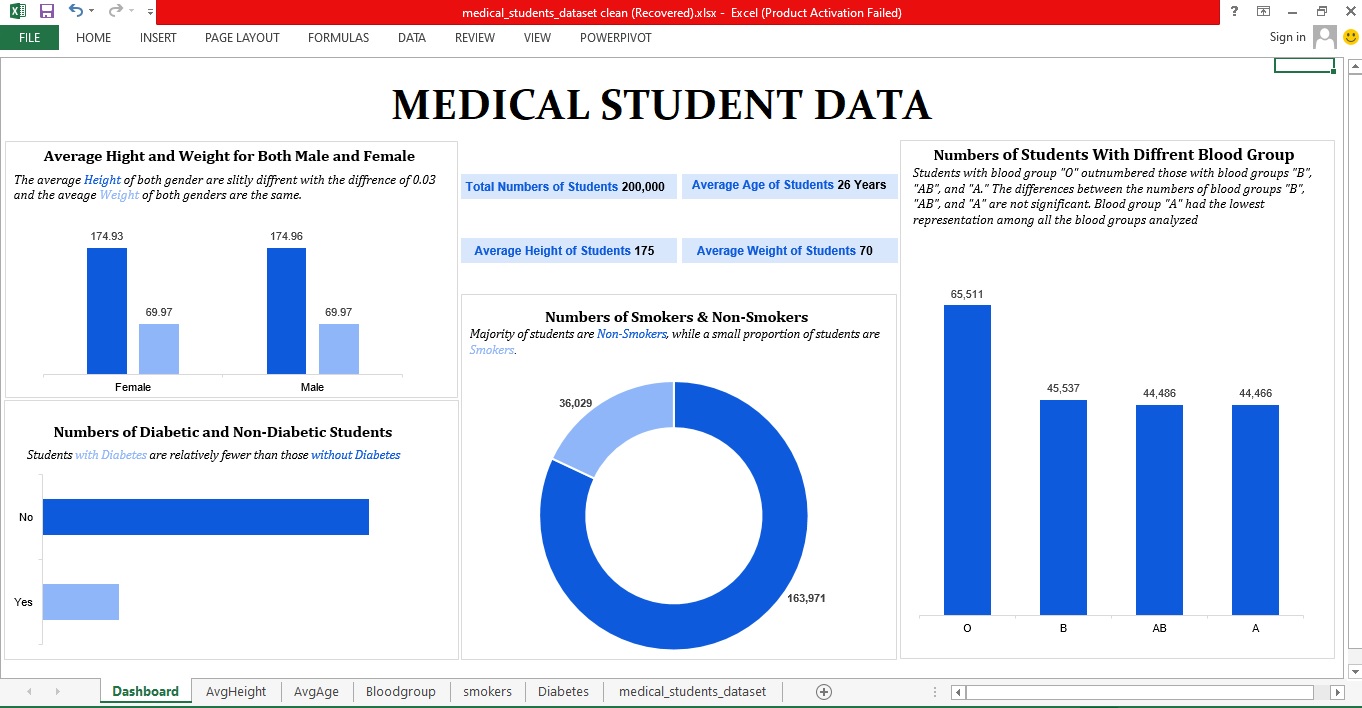 medical_students_dataset clean (Recovered).xlsx - Excel (Product Activation Failed)
?
FILE HOME INSERT PAGE LAYOUT FORMULAS DATA REVIEW VIEW POWERPIVOT
Sign in
MEDICAL STUDENT DATA
Average Hight and Weight for Both Male and Female
The average Height of both gender are slitly diffrent with the diffrence of 0.03
and the aveage Weight of both genders are the same.
174.93
174.96
69.97
69.97
Female
Male
Numbers of Diabetic and Non-Diabetic Students
Students with Diabetes are relatively fewer than those without Diabetes
No
Yes
Total Numbers of Students 200,000
Average Age of Students 26 Years
Average Height of Students 175
Average Weight of Students 70
Numbers of Smokers & Non-Smokers
Majority of students are Non-Smokers, while a small proportion of students are
Smokers.
36,029
163,971
Numbers of Students With Diffrent Blood Group
Students with blood group "O" outnumbered those with blood groups "B",
"AB", and "A." The differences between the numbers of blood groups "B",
"AB", and "A" are not significant. Blood group "A" had the lowest
representation among all the blood groups analyzed
65,511
45,537
44,486
44,466
O
B
AB
A
Dashboard AvgHeight AvgAge Bloodgroup smokers Diabetes medical_students_dataset